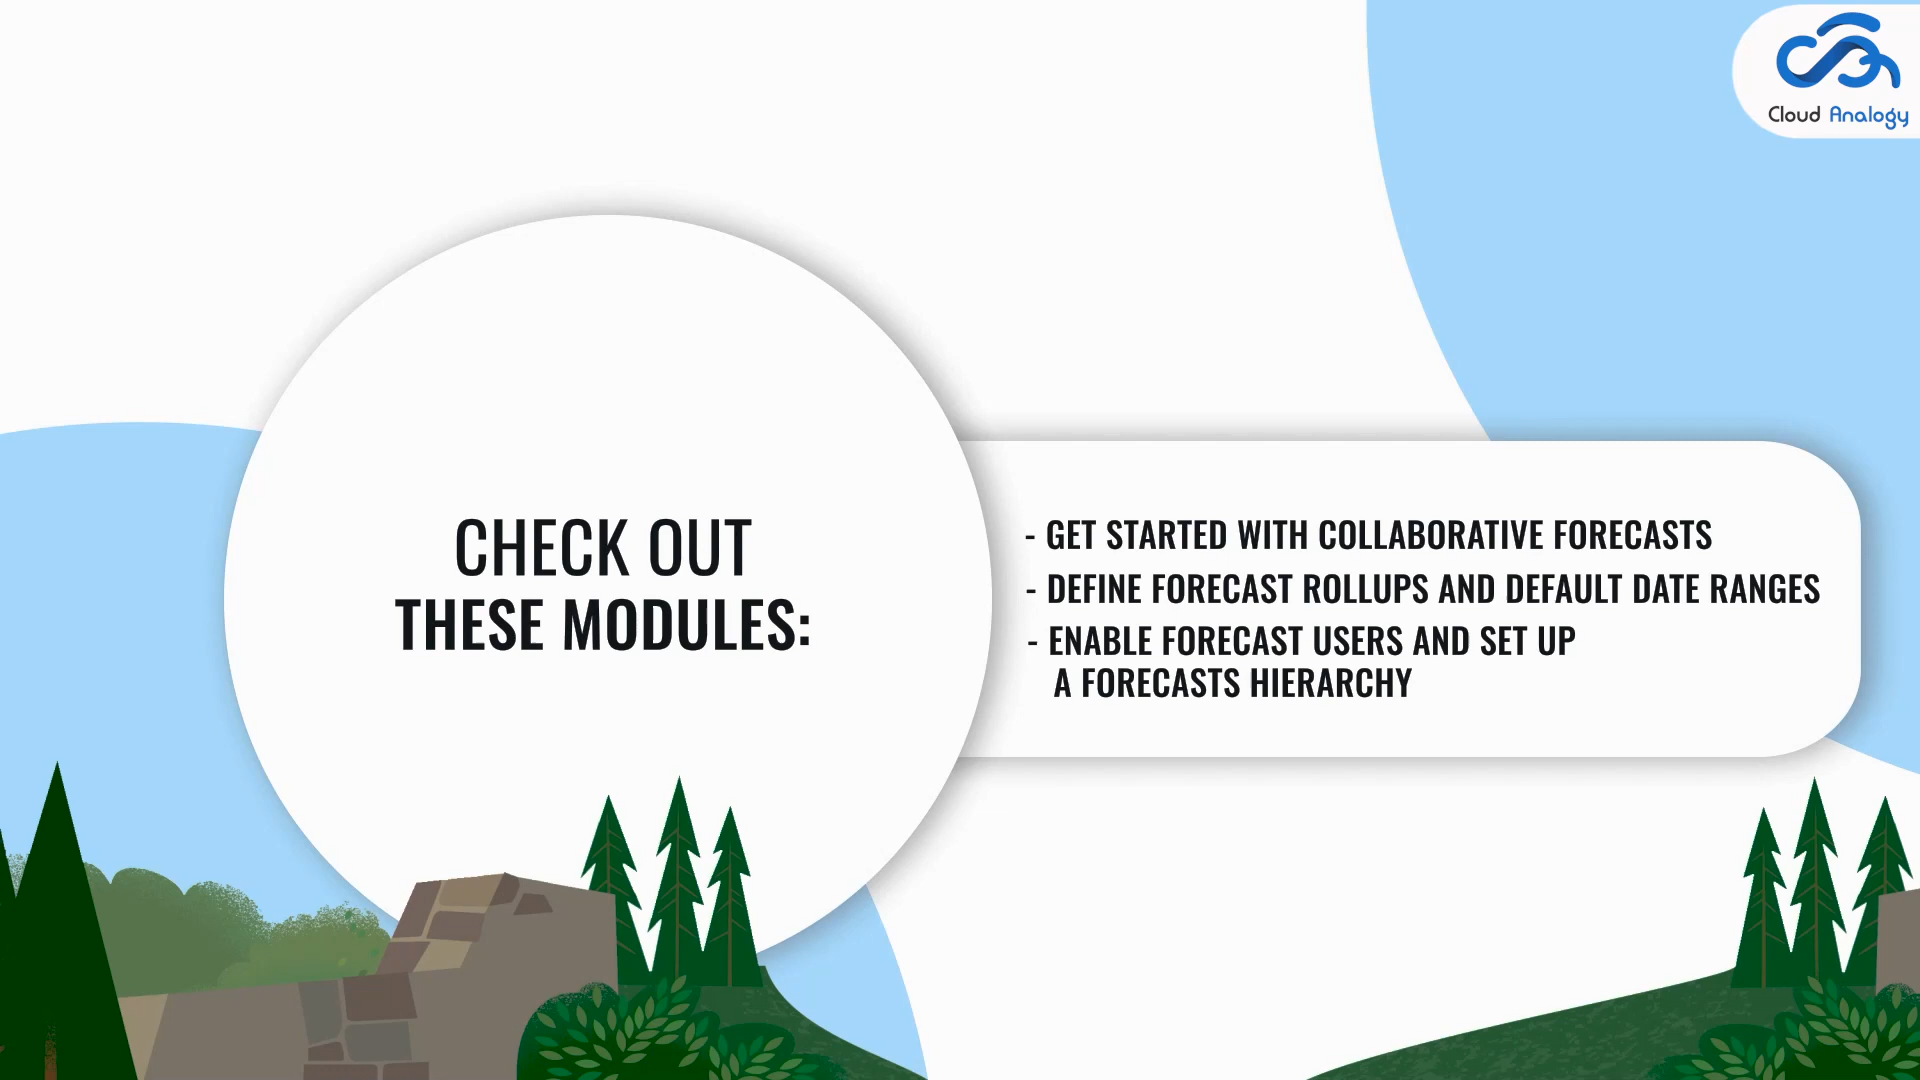 Cloud Analogy
CHECK OUT
THESE MODULES:
- GET STARTED WITH COLLABORATIVE FORECASTS
- DEFINE FORECAST ROLLUPS AND DEFAULT DATE RANGES
- ENABLE FORECAST USERS AND SET UP
A FORECASTS HIERARCHY